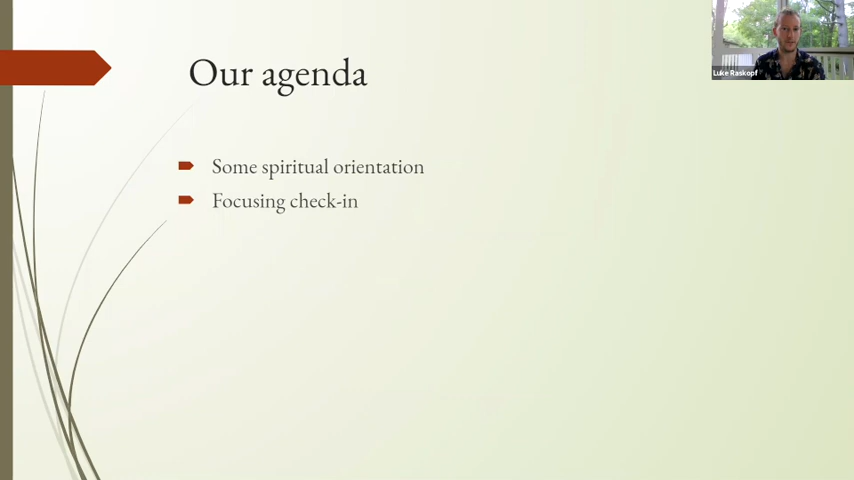 Our agenda
Luke Raskopf
Some spiritual orientation
Focusing check-in